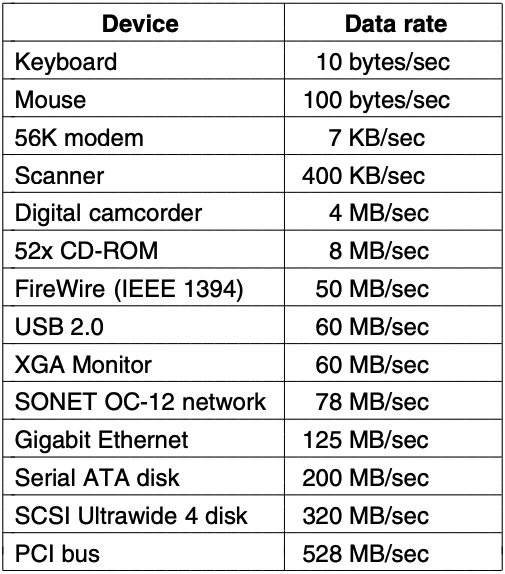 Device Data rate
Keyboard 10 bytes/sec
Mouse 100 bytes/sec
56K modem 7 KB/sec
Scanner 400 KB/sec
Digital camcorder 4 MB/sec
52x CD-ROM 8 MB/sec
FireWire (IEEE 1394) 50 MB/sec
USB 2.0 60 MB/sec
XGA Monitor 60 MB/sec
SONET OC-12 network 78 MB/sec
Gigabit Ethernet 125 MB/sec
Serial ATA disk 200 MB/sec
SCSI Ultrawide 4 disk 320 MB/sec
PCI bus 528 MB/sec